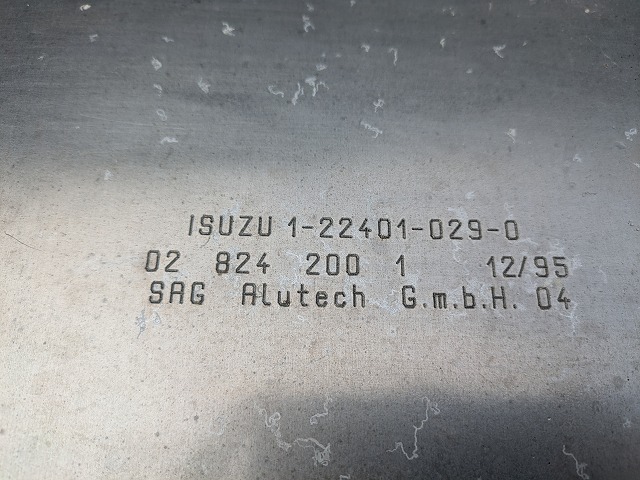 ISUZU 1-22401-029-0
02 824 200 1 12/95
SAG Alutech G.m.b.H. 04